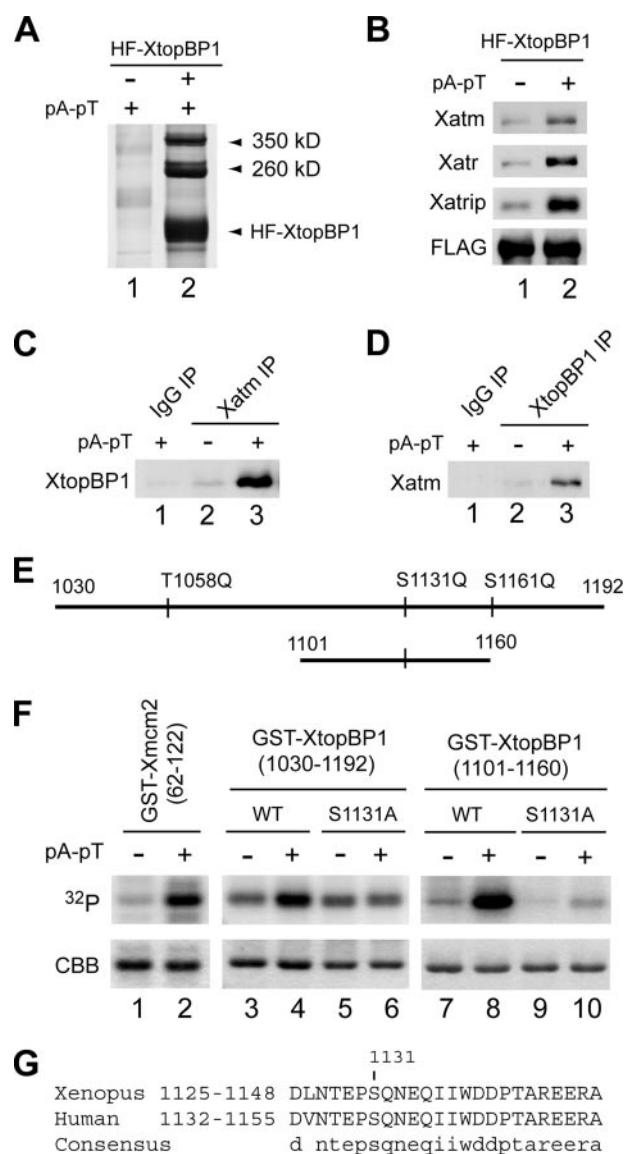 A
HF-XtopBP1
- +
pA-pT + +
350 kD
260 kD
HF-XtopBP1
1 2
B
HF-XtopBP1
pA-pT - +
Xatm
Xatr
Xatrip
FLAG
1 2
C
IgG IP
Xatm IP
pA-pT + - +
XtopBP1
1 2 3
D
IgG IP
XtopBP1 IP
pA-pT + - +
Xatm
1 2 3
E
1030 T1058Q S1131Q S1161Q 1192
1101 1160
F
GST-Xmcm2
(62-122)
GST-XtopBP1
(1030-1192)
GST-XtopBP1
(1101-1160)
WT S1131A WT S1131A
pA-pT - + - + - + - + - +
32P
CBB
1 2 3 4 5 6 7 8 9 10
G
1131
Xenopus 1125-1148 DLNTEPSQNEQIIWDDPTAREERA
Human 1132-1155 DVNTEPSQNEQIIWDDPTAREERA
Consensus d ntepsqneqiiwddptareera